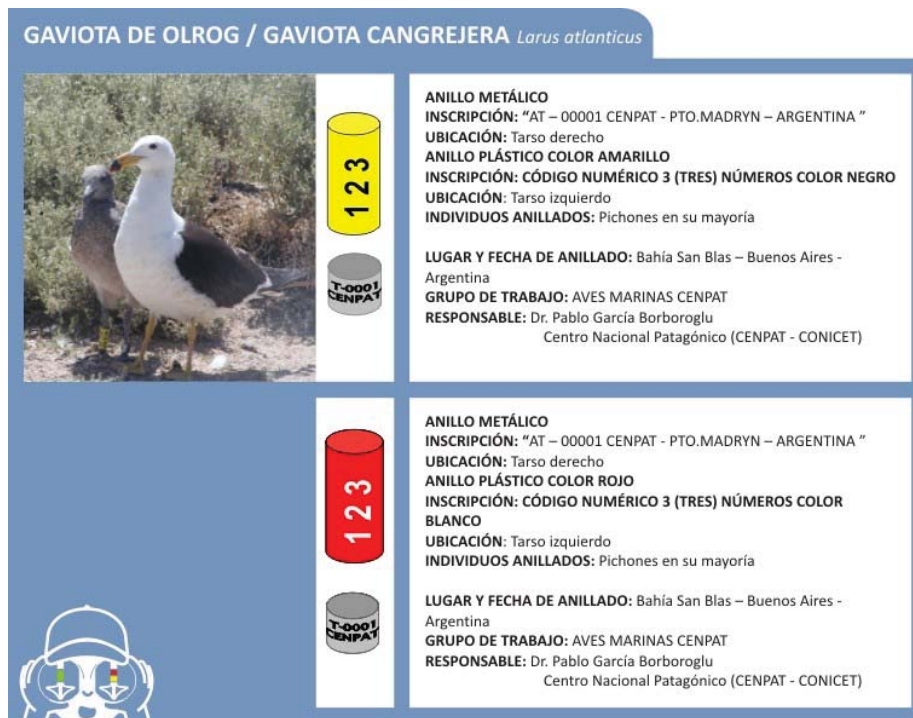 GAVIOTA DE OLROG / GAVIOTA CANGREJERA Larus atlanticus
1 2 3
T-0001
CENPAT
ANILLO METÁLICO
INSCRIPCIÓN: “AT – 00001 CENPAT - PTO.MADRYN – ARGENTINA ”
UBICACIÓN: Tarso derecho
ANILLO PLÁSTICO COLOR AMARILLO
INSCRIPCIÓN: CÓDIGO NUMÉRICO 3 (TRES) NÚMEROS COLOR NEGRO
UBICACIÓN: Tarso izquierdo
INDIVIDUOS ANILLADOS: Pichones en su mayoría
LUGAR Y FECHA DE ANILLADO: Bahía San Blas – Buenos Aires -
Argentina
GRUPO DE TRABAJO: AVES MARINAS CENPAT
RESPONSABLE: Dr. Pablo García Borboroglu
Centro Nacional Patagónico (CENPAT - CONICET)
1 2 3
T-0001
CENPAT
ANILLO METÁLICO
INSCRIPCIÓN: “AT – 00001 CENPAT - PTO.MADRYN – ARGENTINA ”
UBICACIÓN: Tarso derecho
ANILLO PLÁSTICO COLOR ROJO
INSCRIPCIÓN: CÓDIGO NUMÉRICO 3 (TRES) NÚMEROS COLOR
BLANCO
UBICACIÓN: Tarso izquierdo
INDIVIDUOS ANILLADOS: Pichones en su mayoría
LUGAR Y FECHA DE ANILLADO: Bahía San Blas – Buenos Aires -
Argentina
GRUPO DE TRABAJO: AVES MARINAS CENPAT
RESPONSABLE: Dr. Pablo García Borboroglu
Centro Nacional Patagónico (CENPAT - CONICET)